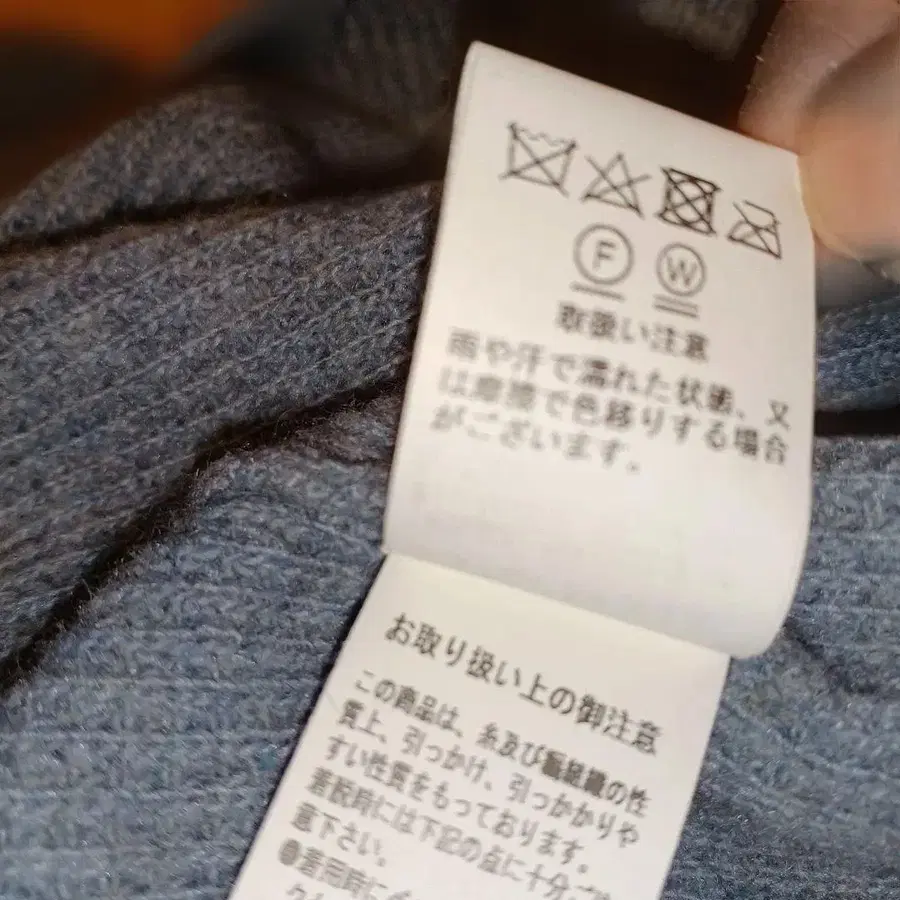 F W
取扱い注意
雨や汗で濡れた状態、又
は摩擦で色移りする場合
がございます。
お取り扱い上の御注意
この商品は、糸及び編組織の性
質上、引っかけ、引っかかりや
すい性質をもっております。
着脱時には下記の点に十分
意下さい。
●着用時に